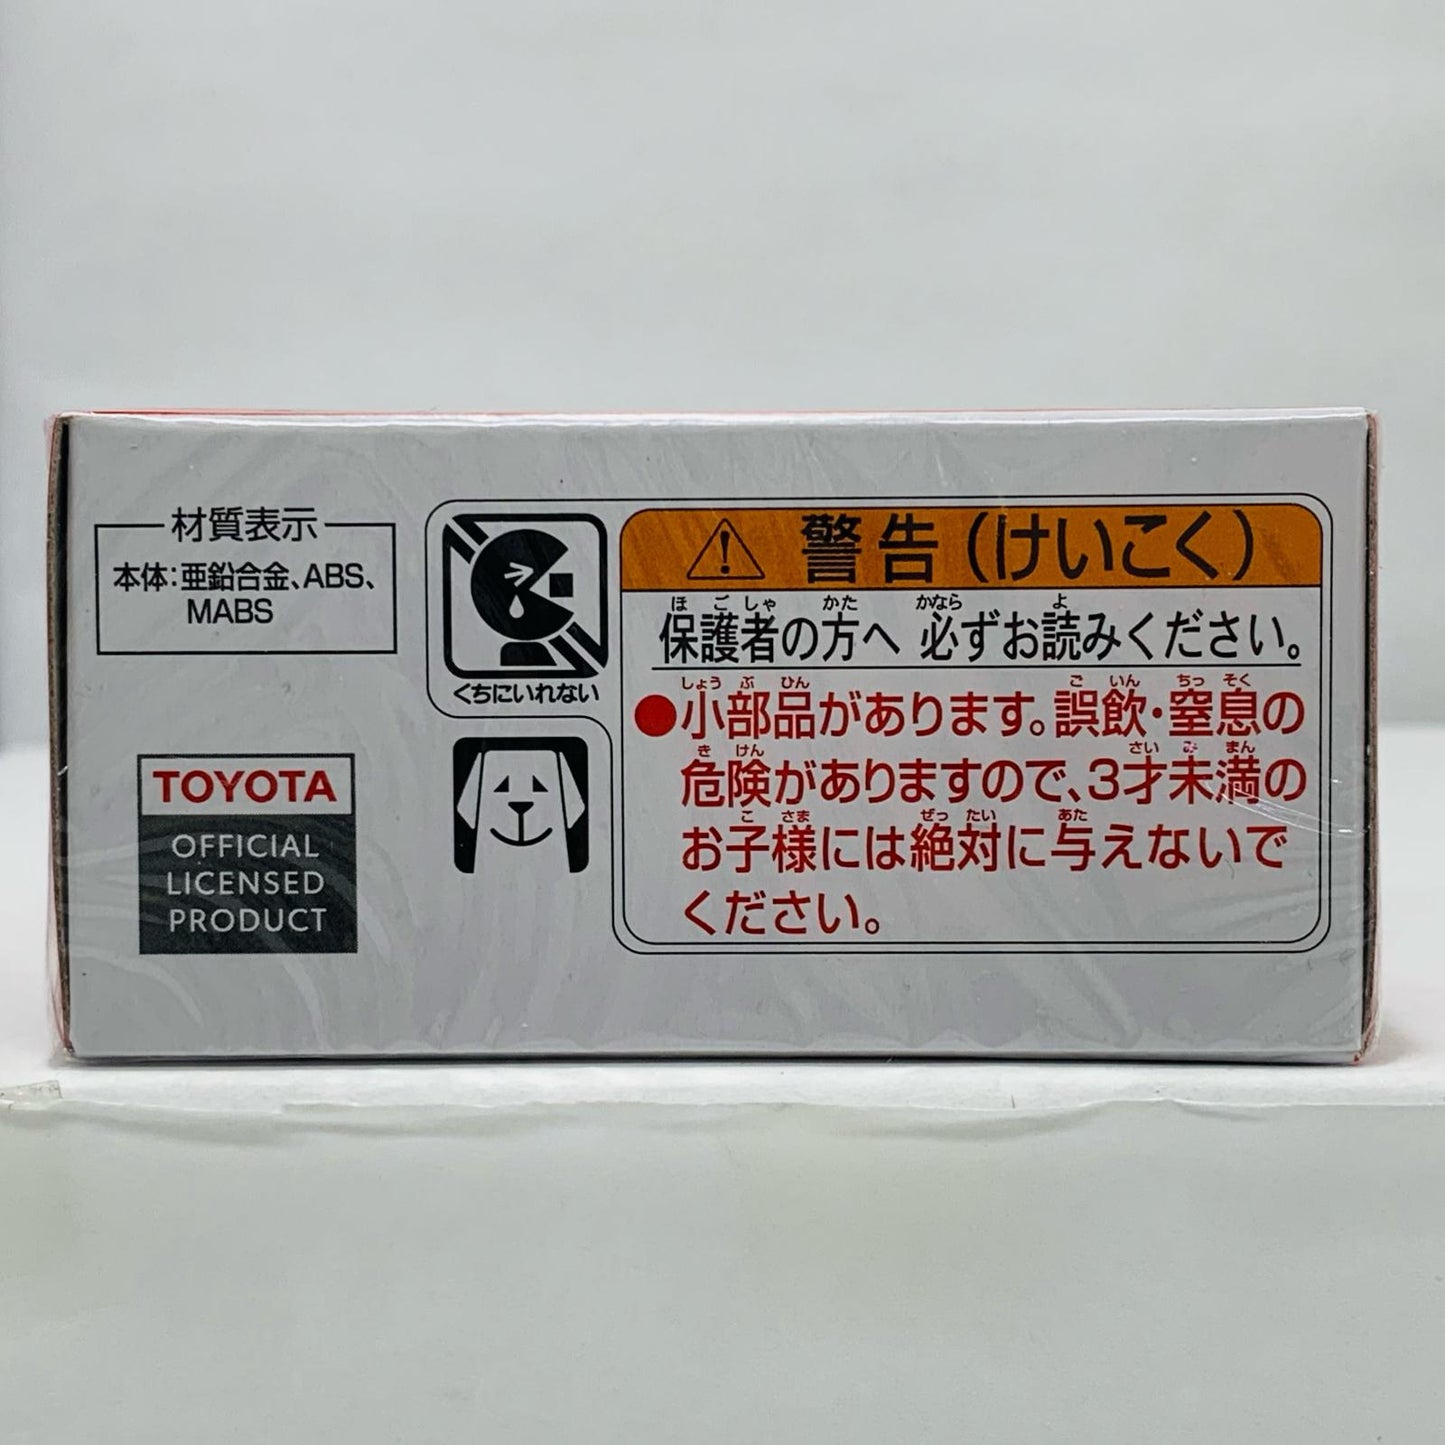 材質表示
本体:亜鉛合金、ABS、
MABS
TOYOTA
OFFICIAL
LICENSED
PRODUCT
くちにいれない
警告(けいこく)
ほごしゃ かた かなら よ
保護者の方へ 必ずお読みください。
しょう ぶ ひん ご いん ちっ そく
●小部品があります。誤飲・窒息の
き けん さい み まん
危険がありますので、3才未満の
こ さま ぜっ たい あた
お子様には絶対に与えないで
ください。